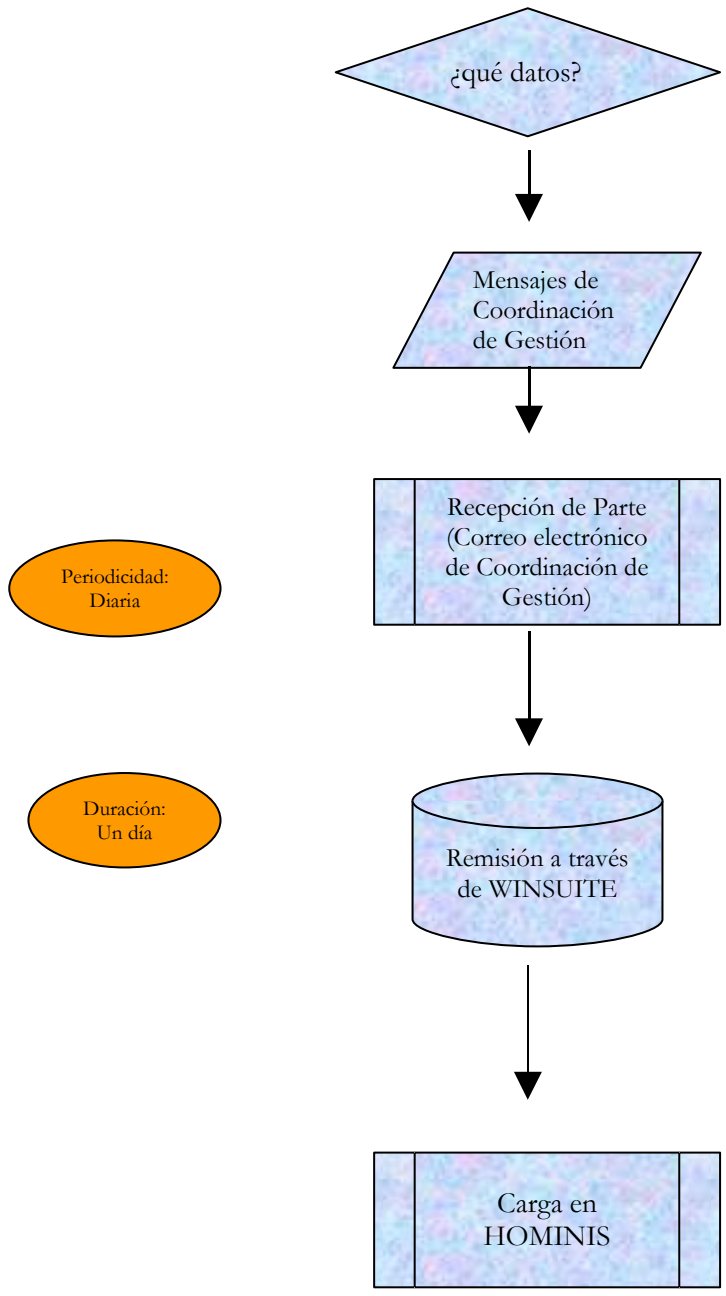 ¿qué datos?
Mensajes de
Coordinación
de Gestión
Recepción de Parte
(Correo electrónico
de Coordinación de
Gestión)
Periodicidad:
Diaria
Duración:
Un día
Remisión a través
de WINSUITE
Carga en
HOMINIS